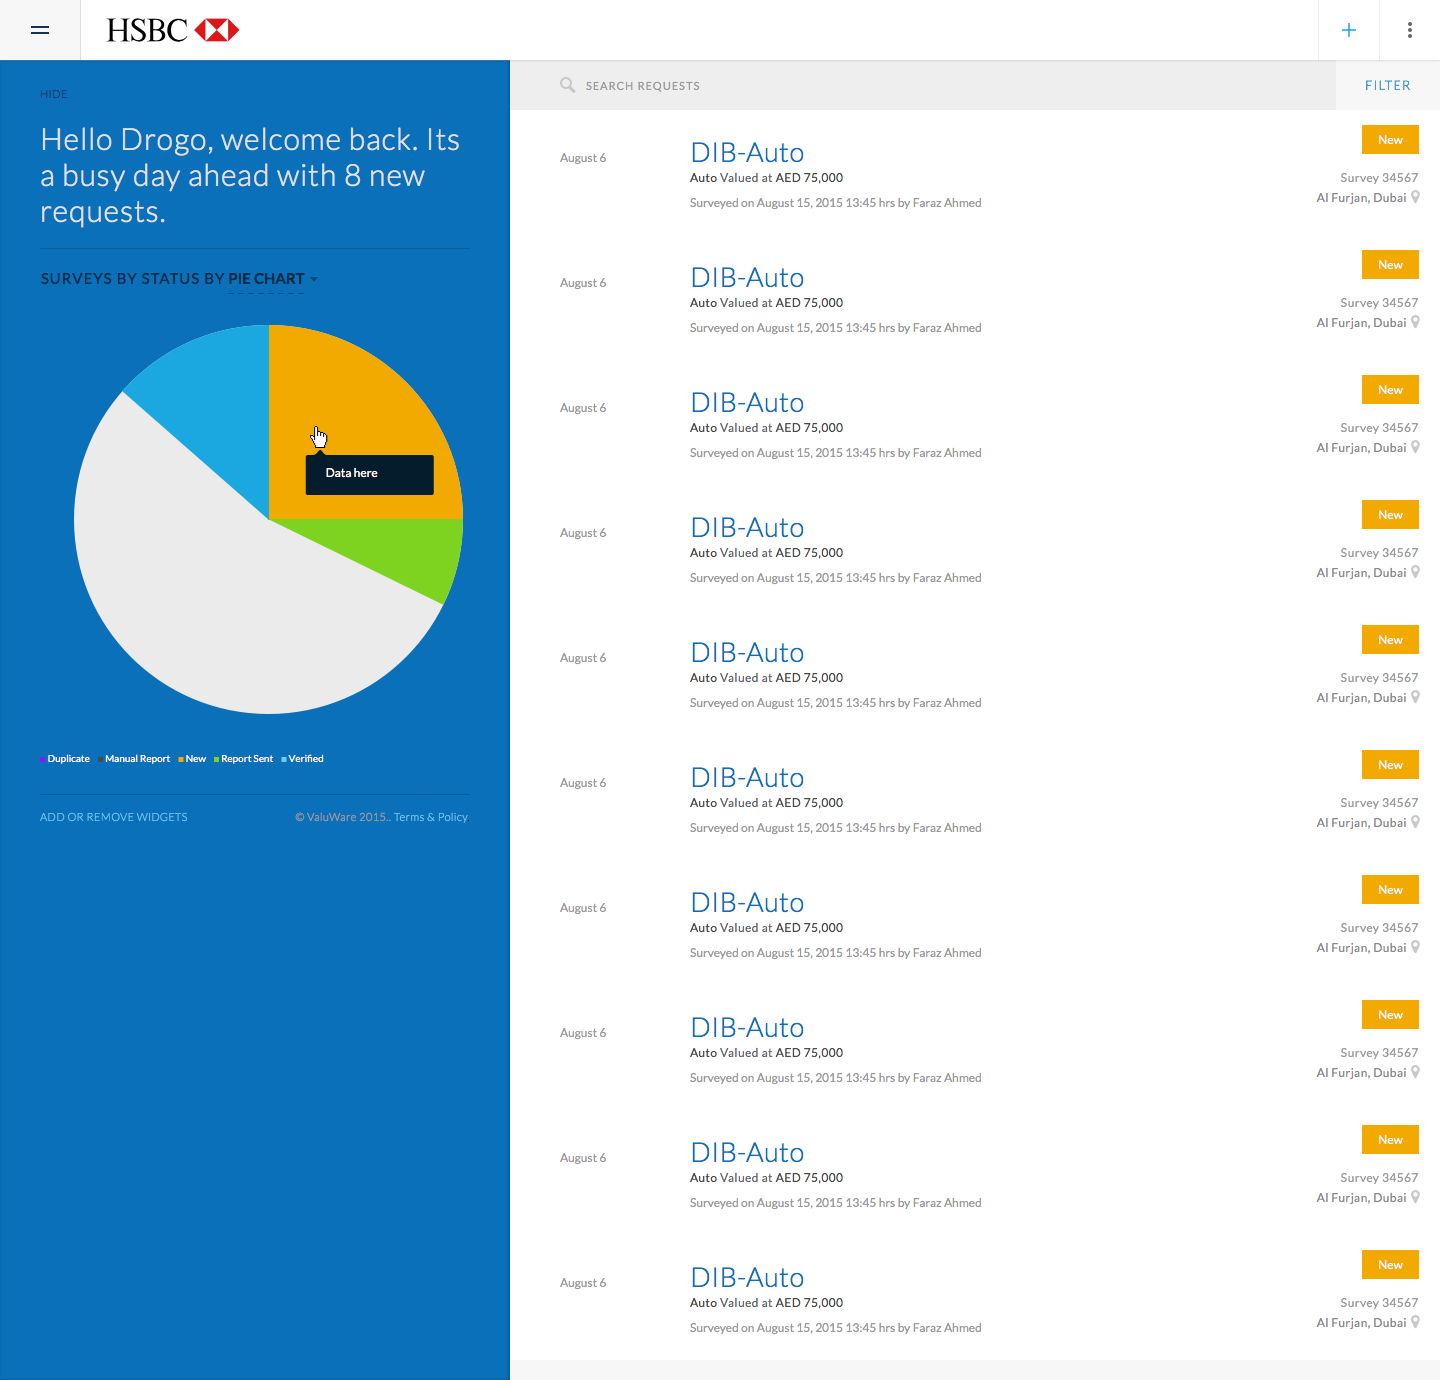 HSBC
HIDE
Hello Drogo, welcome back. Its
a busy day ahead with 8 new
requests.
SURVEYS BY STATUS BY PIE CHART
Data here
Duplicate Manual Report New Report Sent Verified
ADD OR REMOVE WIDGETS
© ValuWare 2015.. Terms & Policy
SEARCH REQUESTS
FILTER
August 6
DIB-Auto
Auto Valued at AED 75,000
Surveyed on August 15, 2015 13:45 hrs by Faraz Ahmed
New
Survey 34567
Al Furjan, Dubai
August 6
DIB-Auto
Auto Valued at AED 75,000
Surveyed on August 15, 2015 13:45 hrs by Faraz Ahmed
New
Survey 34567
Al Furjan, Dubai
August 6
DIB-Auto
Auto Valued at AED 75,000
Surveyed on August 15, 2015 13:45 hrs by Faraz Ahmed
New
Survey 34567
Al Furjan, Dubai
August 6
DIB-Auto
Auto Valued at AED 75,000
Surveyed on August 15, 2015 13:45 hrs by Faraz Ahmed
New
Survey 34567
Al Furjan, Dubai
August 6
DIB-Auto
Auto Valued at AED 75,000
Surveyed on August 15, 2015 13:45 hrs by Faraz Ahmed
New
Survey 34567
Al Furjan, Dubai
August 6
DIB-Auto
Auto Valued at AED 75,000
Surveyed on August 15, 2015 13:45 hrs by Faraz Ahmed
New
Survey 34567
Al Furjan, Dubai
August 6
DIB-Auto
Auto Valued at AED 75,000
Surveyed on August 15, 2015 13:45 hrs by Faraz Ahmed
New
Survey 34567
Al Furjan, Dubai
August 6
DIB-Auto
Auto Valued at AED 75,000
Surveyed on August 15, 2015 13:45 hrs by Faraz Ahmed
New
Survey 34567
Al Furjan, Dubai
August 6
DIB-Auto
Auto Valued at AED 75,000
Surveyed on August 15, 2015 13:45 hrs by Faraz Ahmed
New
Survey 34567
Al Furjan, Dubai
August 6
DIB-Auto
Auto Valued at AED 75,000
Surveyed on August 15, 2015 13:45 hrs by Faraz Ahmed
New
Survey 34567
Al Furjan, Dubai